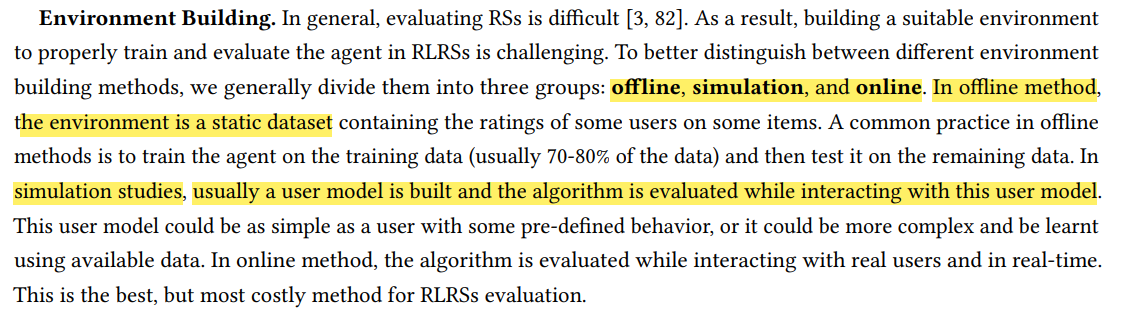 Environment Building. In general, evaluating RSs is difficult [3, 82]. As a result, building a suitable environment
to properly train and evaluate the agent in RLRSs is challenging. To better distinguish between different environment
building methods, we generally divide them into three groups: offline, simulation, and online. In offline method,
the environment is a static dataset containing the ratings of some users on some items. A common practice in offline
methods is to train the agent on the training data (usually 70-80% of the data) and then test it on the remaining data. In
simulation studies, usually a user model is built and the algorithm is evaluated while interacting with this user model.
This user model could be as simple as a user with some pre-defined behavior, or it could be more complex and be learnt
using available data. In online method, the algorithm is evaluated while interacting with real users and in real-time.
This is the best, but most costly method for RLRSs evaluation.